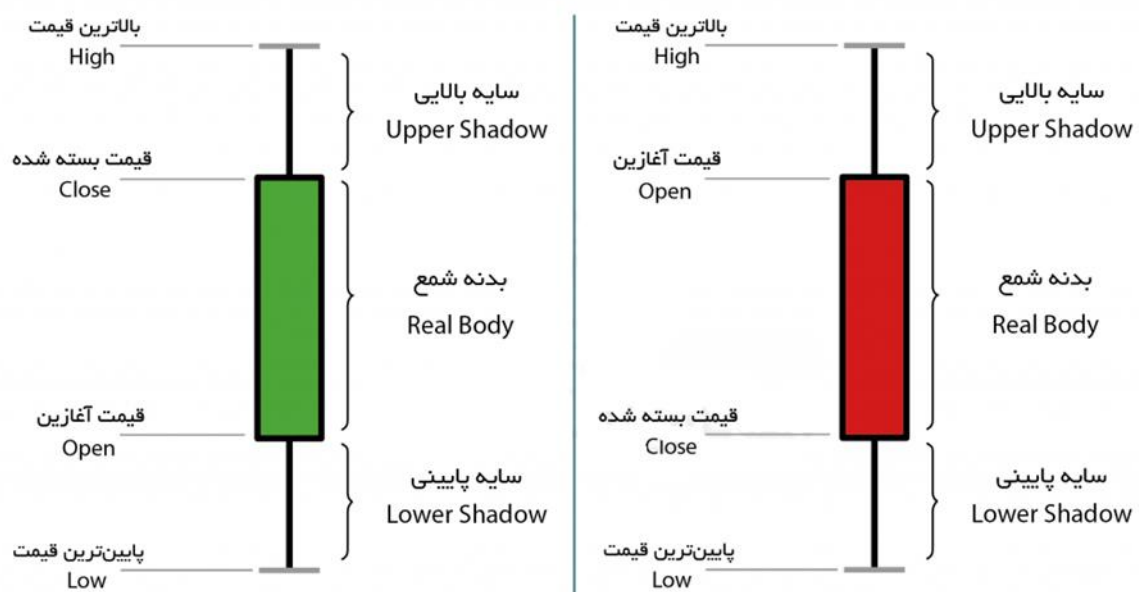 بالاترین قیمت
High
سایه بالایی
Upper Shadow
قیمت بسته شده
Close
بدنه شمع
Real Body
قیمت آغازین
Open
سایه پایینی
Lower Shadow
پایین‌ترین قیمت
Low
بالاترین قیمت
High
سایه بالایی
Upper Shadow
قیمت آغازین
Open
بدنه شمع
Real Body
قیمت بسته شده
Close
سایه پایینی
Lower Shadow
پایین‌ترین قیمت
Low